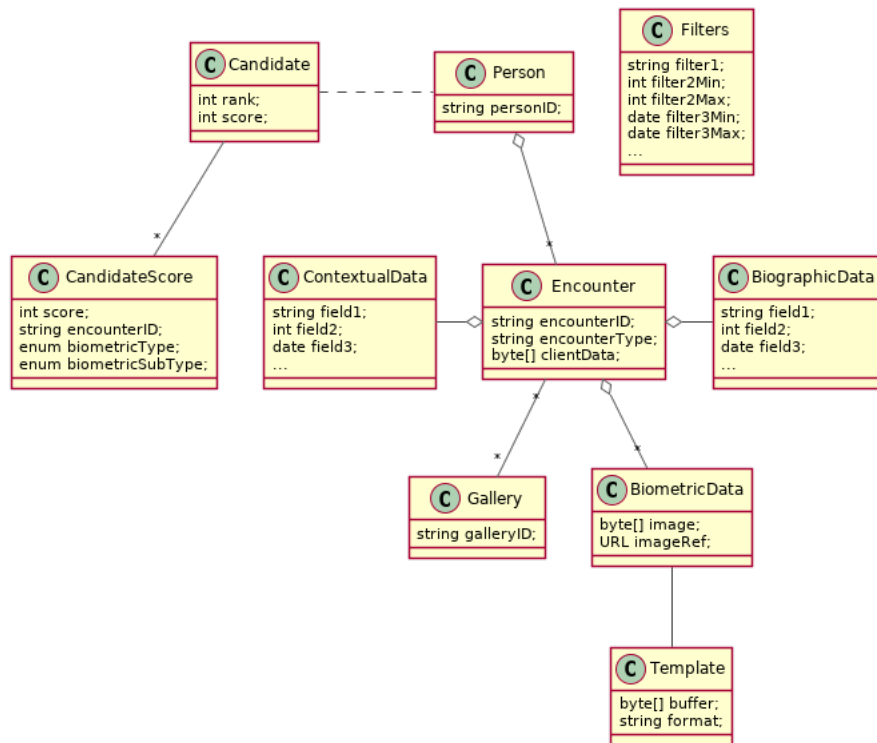 C Candidate
int rank;
int score;
C Person
string personID;
C Filters
string filter1;
int filter2Min;
int filter2Max;
date filter3Min;
date filter3Max;
...
*
*
C CandidateScore
int score;
string encounterID;
enum biometricType;
enum biometricSubType;
C ContextualData
string field1;
int field2;
date field3;
...
C Encounter
string encounterID;
string encounterType;
byte[] clientData;
C BiographicData
string field1;
int field2;
date field3;
...
*
*
*
C Gallery
string galleryID;
C BiometricData
byte[] image;
URL imageRef;
C Template
byte[] buffer;
string format;